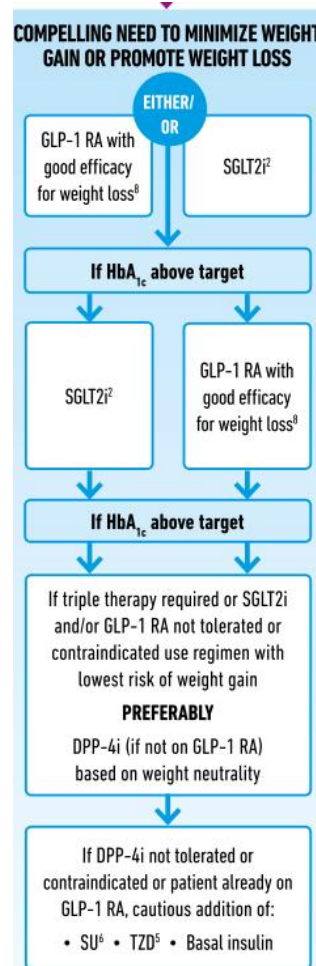 COMPELLING NEED TO MINIMIZE WEIGHT
GAIN OR PROMOTE WEIGHT LOSS
EITHER/
OR
GLP-1 RA with
good efficacy
for weight loss⁸
SGLT2i²
If HbA₁c above target
SGLT2i²
GLP-1 RA with
good efficacy
for weight loss⁸
If HbA₁c above target
If triple therapy required or SGLT2i
and/or GLP-1 RA not tolerated or
contraindicated use regimen with
lowest risk of weight gain
PREFERABLY
DPP-4i (if not on GLP-1 RA)
based on weight neutrality
If DPP-4i not tolerated or
contraindicated or patient already on
GLP-1 RA, cautious addition of:
• SU⁶ • TZD⁵ • Basal insulin